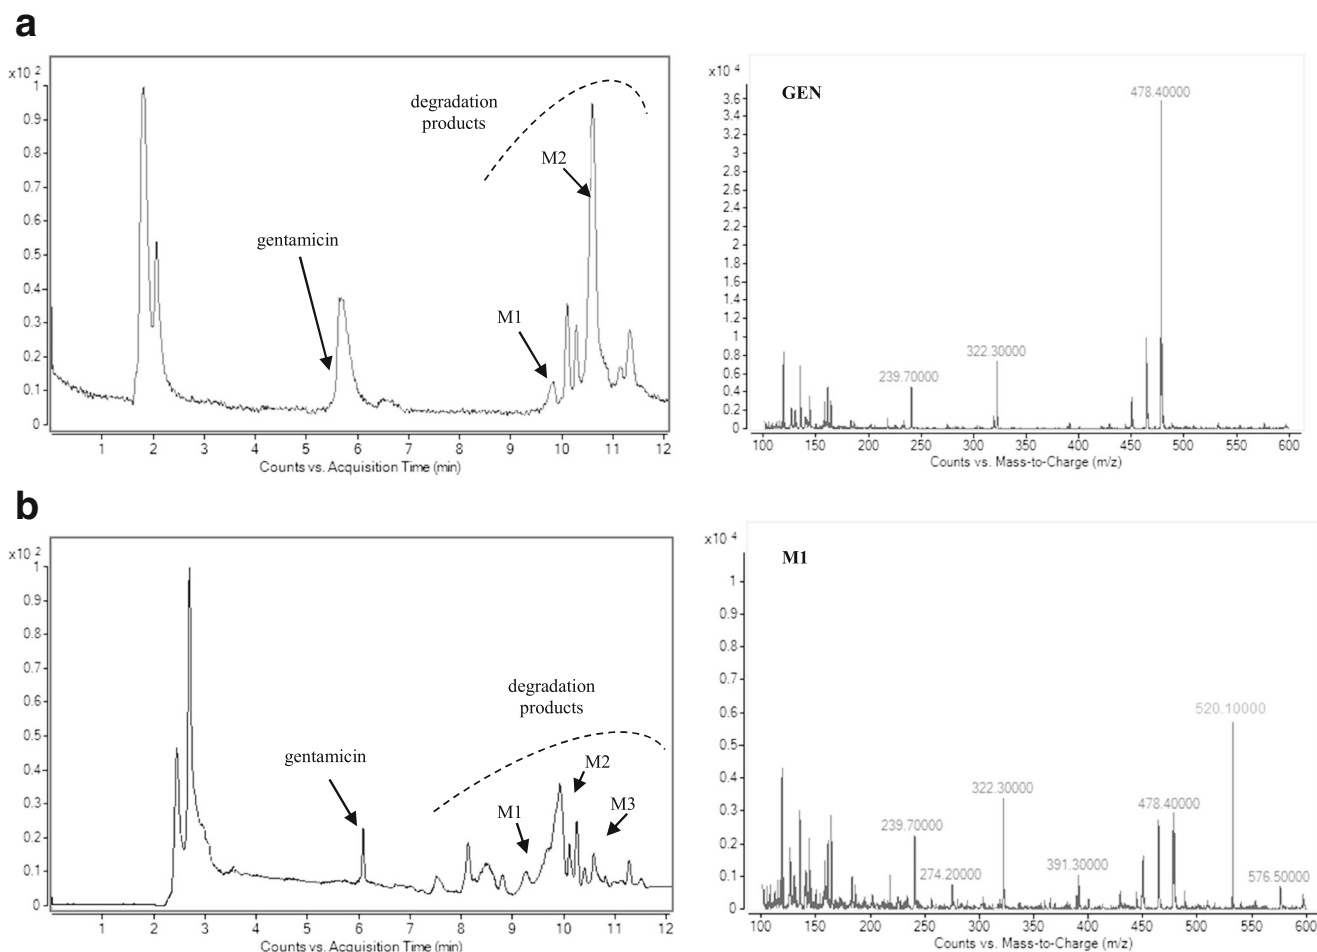 a
x10 2
1
0.9
0.8
0.7
0.6
0.5
0.4
0.3
0.2
0.1
0
degradation
products
M2
gentamicin
M1
1 2 3 4 5 6 7 8 9 10 11 12
Counts vs. Acquisition Time (min)
x10 4
GEN
478.40000
3.6
3.4
3.2
3
2.8
2.6
2.4
2.2
2
1.8
1.6
1.4
1.2
1
0.8
0.6
0.4
0.2
0
322.30000
239.70000
100 150 200 250 300 350 400 450 500 550 600
Counts vs. Mass-to-Charge (m/z)
b
x10 2
1
0.9
0.8
0.7
0.6
0.5
0.4
0.3
0.2
0.1
0
degradation
products
gentamicin
M2
M1
M3
1 2 3 4 5 6 7 8 9 10 11 12
Counts vs. Acquisition Time (min)
x10 4
M1
1
0.9
0.8
0.7
0.6
0.5
0.4
0.3
0.2
0.1
0
520.10000
322.30000
478.40000
239.70000
274.20000
391.30000
576.50000
100 150 200 250 300 350 400 450 500 550 600
Counts vs. Mass-to-Charge (m/z)